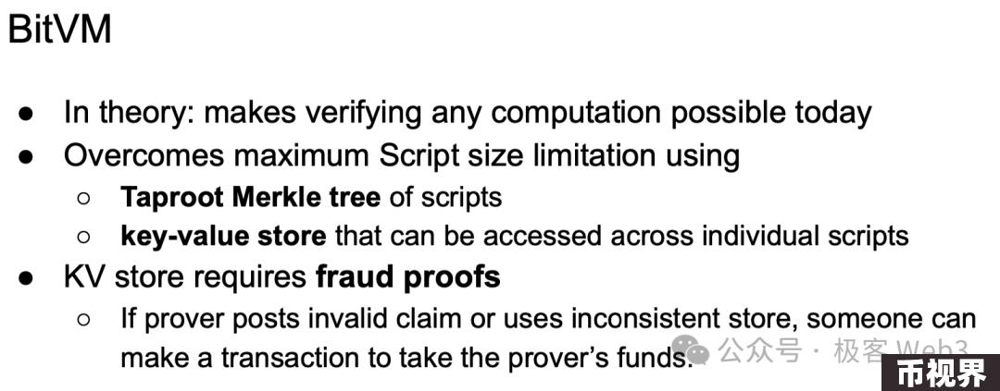 BitVM
● In theory: makes verifying any computation possible today
● Overcomes maximum Script size limitation using
○ Taproot Merkle tree of scripts
○ key-value store that can be accessed across individual scripts
● KV store requires fraud proofs
○ If prover posts invalid claim or uses inconsistent store, someone can
make a transaction to take the prover's funds.
公众号 · 极客 Web3
币视界